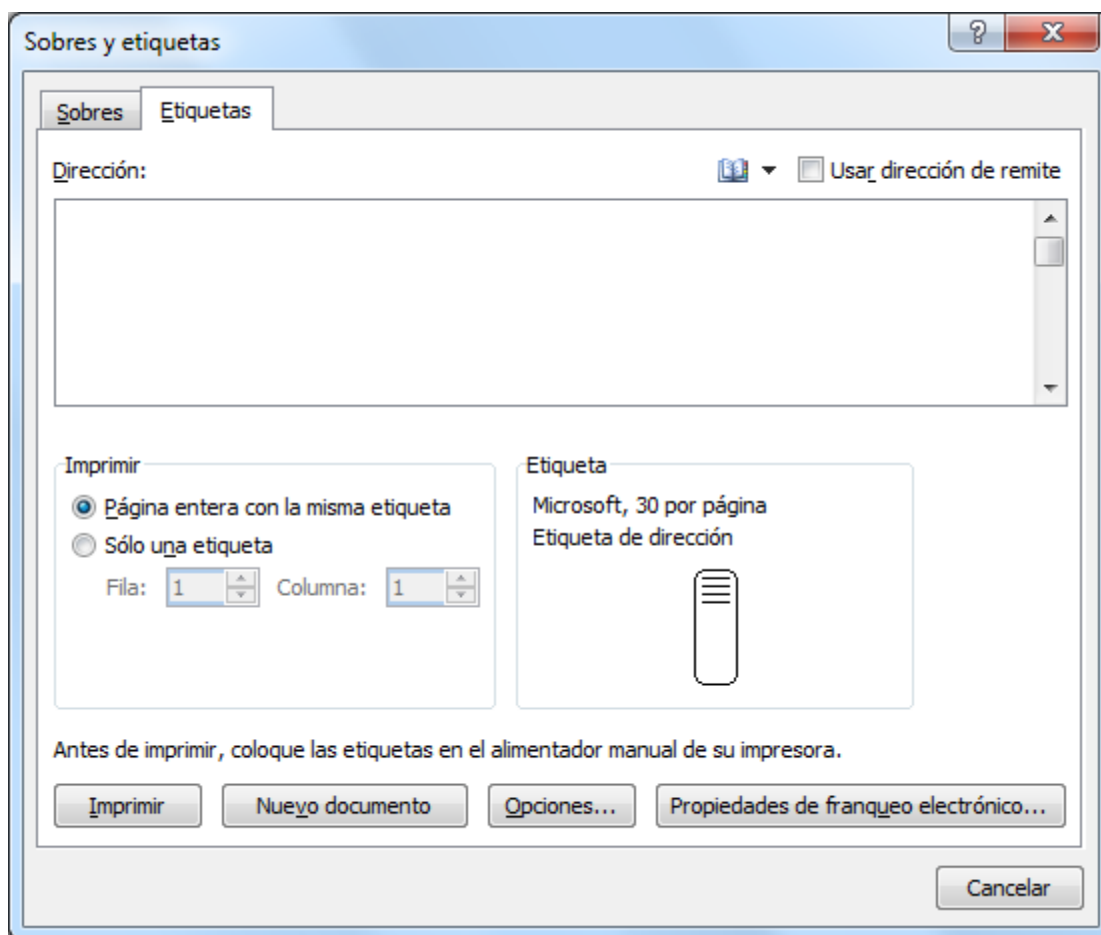 Sobres y etiquetas
Sobres
Etiquetas
Dirección:
Usar dirección de remite
Imprimir
Página entera con la misma etiqueta
Sólo una etiqueta
Fila: 1 Columna: 1
Etiqueta
Microsoft, 30 por página
Etiqueta de dirección
Antes de imprimir, coloque las etiquetas en el alimentador manual de su impresora.
Imprimir
Nuevo documento
Opciones...
Propiedades de franqueo electrónico...
Cancelar